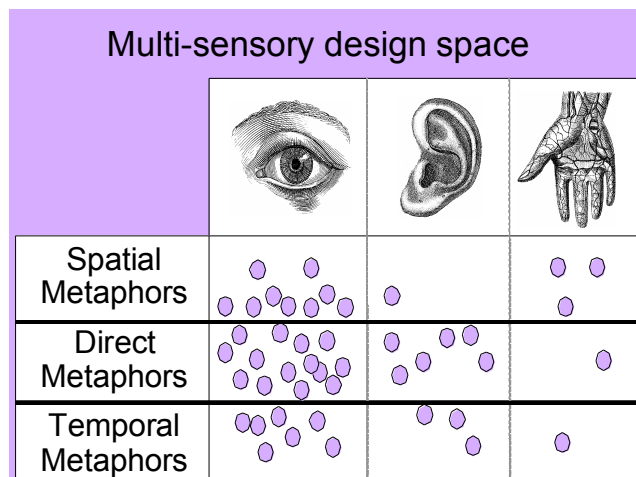 Multi-sensory design space
Spatial
Metaphors
Direct
Metaphors
Temporal
Metaphors